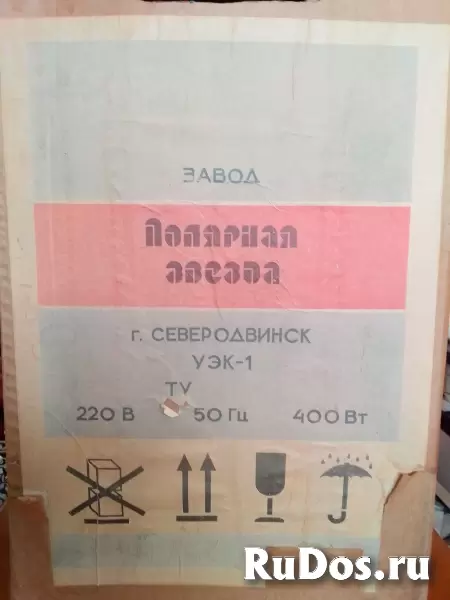 ЗАВОД
Полярная
звезда
г. СЕВЕРОДВИНСК
УЭК-1
ТУ
220 В 50 Гц 400 Вт
RuDos.ru